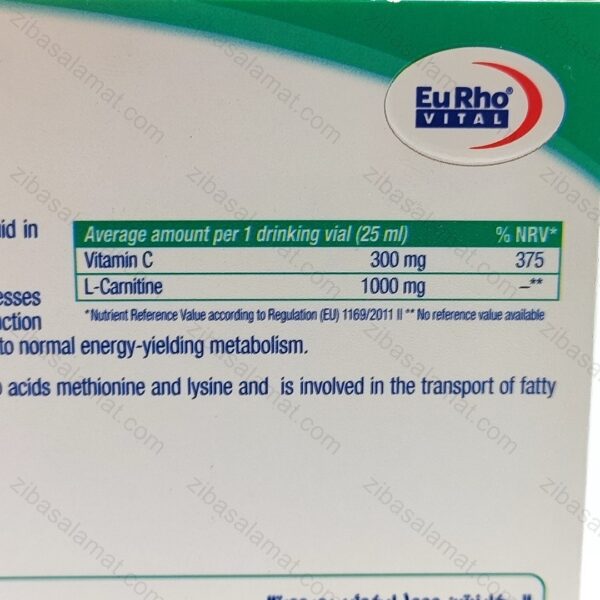 EuRho®
VITAL
id in
Average amount per 1 drinking vial (25 ml) % NRV*
Vitamin C 300 mg 375
L-Carnitine 1000 mg –**
esses
*Nutrient Reference Value according to Regulation (EU) 1169/2011 II ** No reference value available
ction
to normal energy-yielding metabolism.
acids methionine and lysine and is involved in the transport of fatty
zibasalamat.com